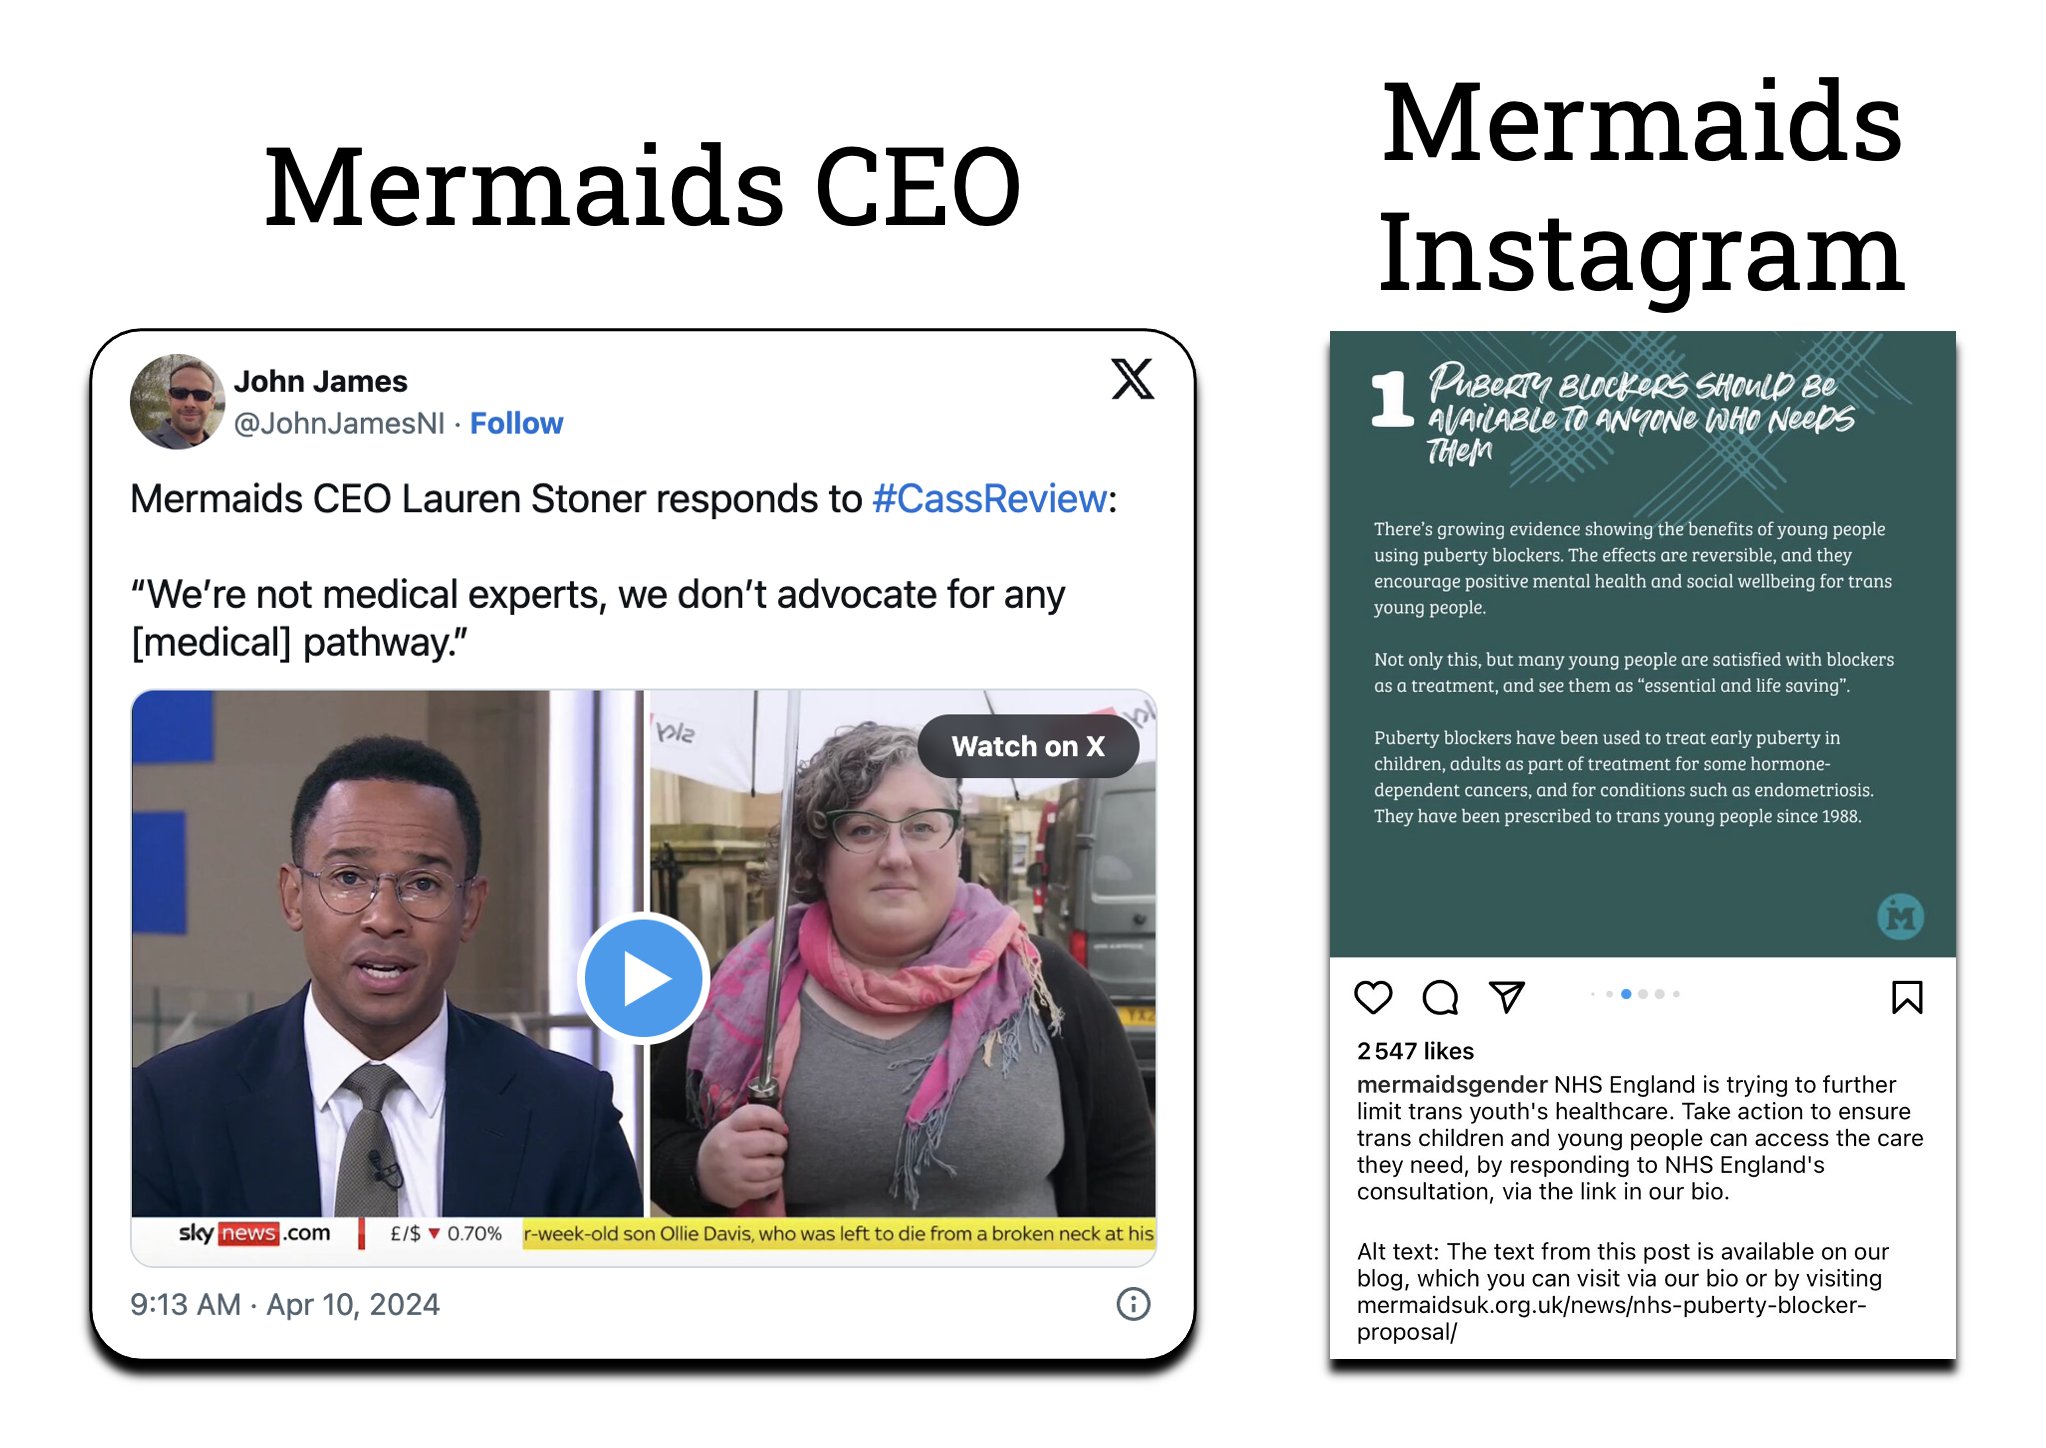 Mermaids CEO
Mermaids
Instagram
John James
@JohnJamesNI · Follow
Mermaids CEO Lauren Stoner responds to #CassReview:
“We’re not medical experts, we don’t advocate for any
[medical] pathway.”
sky
Watch on X
sky news.com
£/$ ▼ 0.70%
r-week-old son Ollie Davis, who was left to die from a broken neck at his
9:13 AM · Apr 10, 2024
1 Puberty blockers should be
available to anyone who needs
them
There’s growing evidence showing the benefits of young people
using puberty blockers. The effects are reversible, and they
encourage positive mental health and social wellbeing for trans
young people.
Not only this, but many young people are satisfied with blockers
as a treatment, and see them as “essential and life saving”.
Puberty blockers have been used to treat early puberty in
children, adults as part of treatment for some hormone-
dependent cancers, and for conditions such as endometriosis.
They have been prescribed to trans young people since 1988.
M
2 547 likes
mermaidsgender NHS England is trying to further
limit trans youth's healthcare. Take action to ensure
trans children and young people can access the care
they need, by responding to NHS England's
consultation, via the link in our bio.
Alt text: The text from this post is available on our
blog, which you can visit via our bio or by visiting
mermaidsuk.org.uk/news/nhs-puberty-blocker-
proposal/